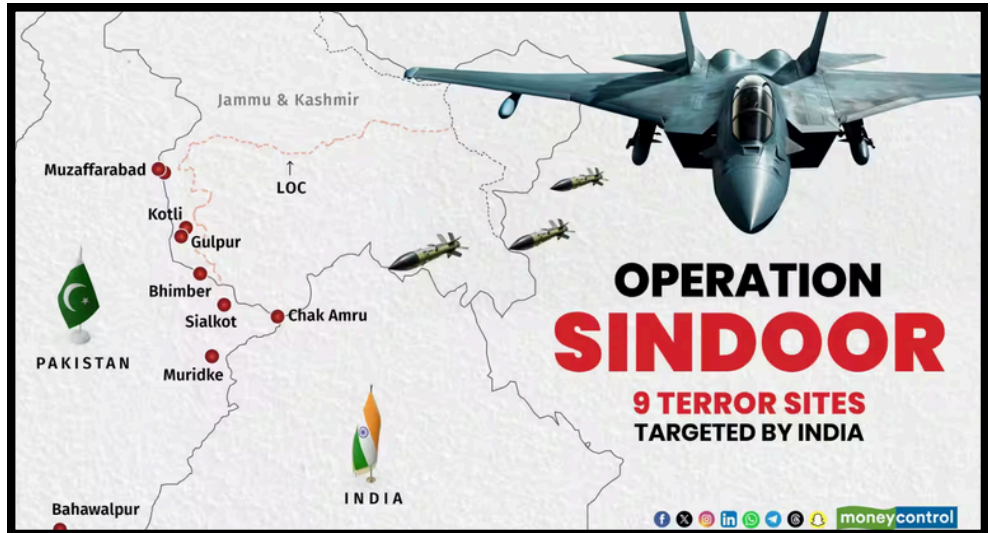 Jammu & Kashmir
Muzaffarabad
LOC
Kotli
Gulpur
Bhimber
Sialkot
Chak Amru
PAKISTAN
Muridke
INDIA
Bahawalpur
OPERATION
SINDOOR
9 TERROR SITES
TARGETED BY INDIA
moneycontrol